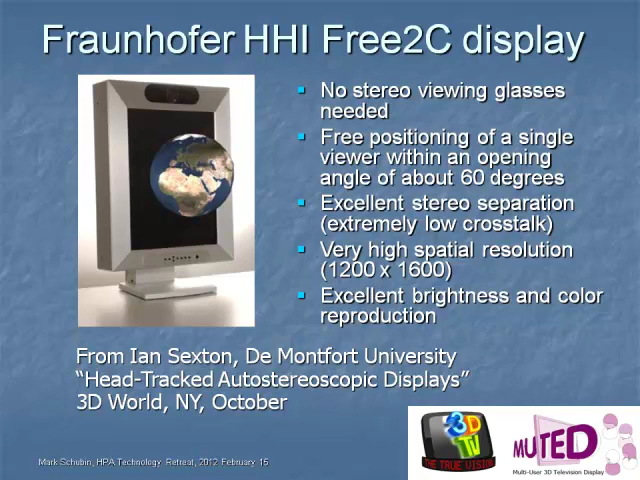 Fraunhofer HHI Free2C display
No stereo viewing glasses
needed
Free positioning of a single
viewer within an opening
angle of about 60 degrees
Excellent stereo separation
(extremely low crosstalk)
Very high spatial resolution
(1200 x 1600)
Excellent brightness and color
reproduction
From Ian Sexton, De Montfort University
“Head-Tracked Autostereoscopic Displays”
3D World, NY, October
3D
TV
THE TRUE VISION
MUTED
Multi-User 3D Television Display
Mark Schubin, HPA Technology Retreat, 2012 February 15